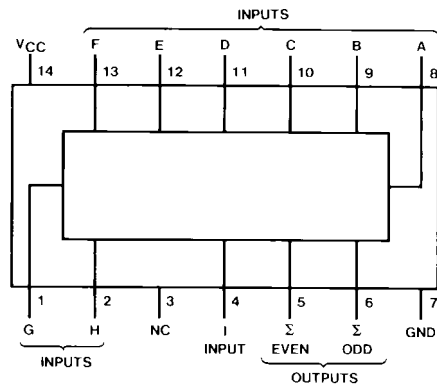 INPUTS
VCC F E D C B A
14 13 12 11 10 9 8
1 2 3 4 5 6 7
G H NC I Σ Σ GND
INPUT EVEN ODD
INPUTS OUTPUTS